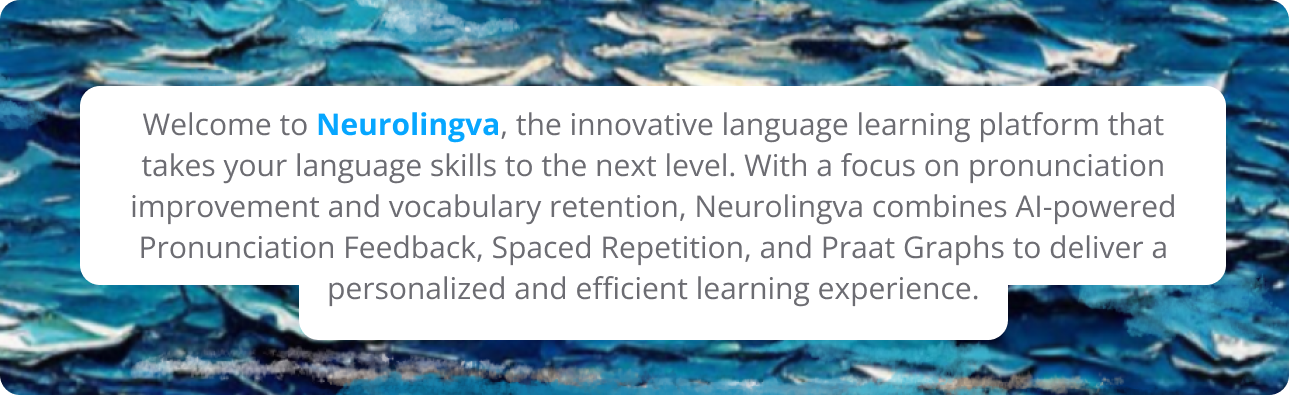 Welcome to Neurolingva, the innovative language learning platform that
takes your language skills to the next level. With a focus on pronunciation
improvement and vocabulary retention, Neurolingva combines AI-powered
Pronunciation Feedback, Spaced Repetition, and Praat Graphs to deliver a
personalized and efficient learning experience.